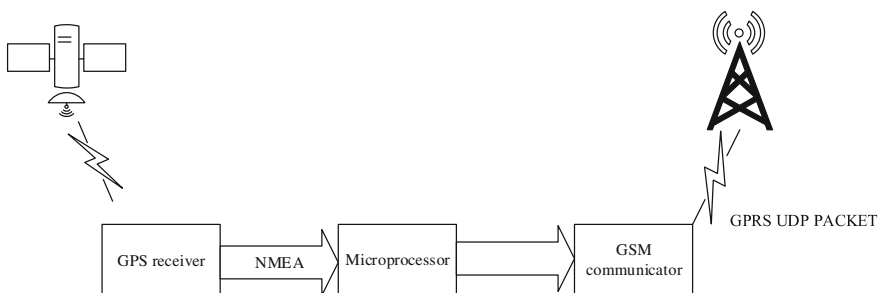 GPRS UDP PACKET
GPS receiver
NMEA
Microprocessor
GSM
communicator